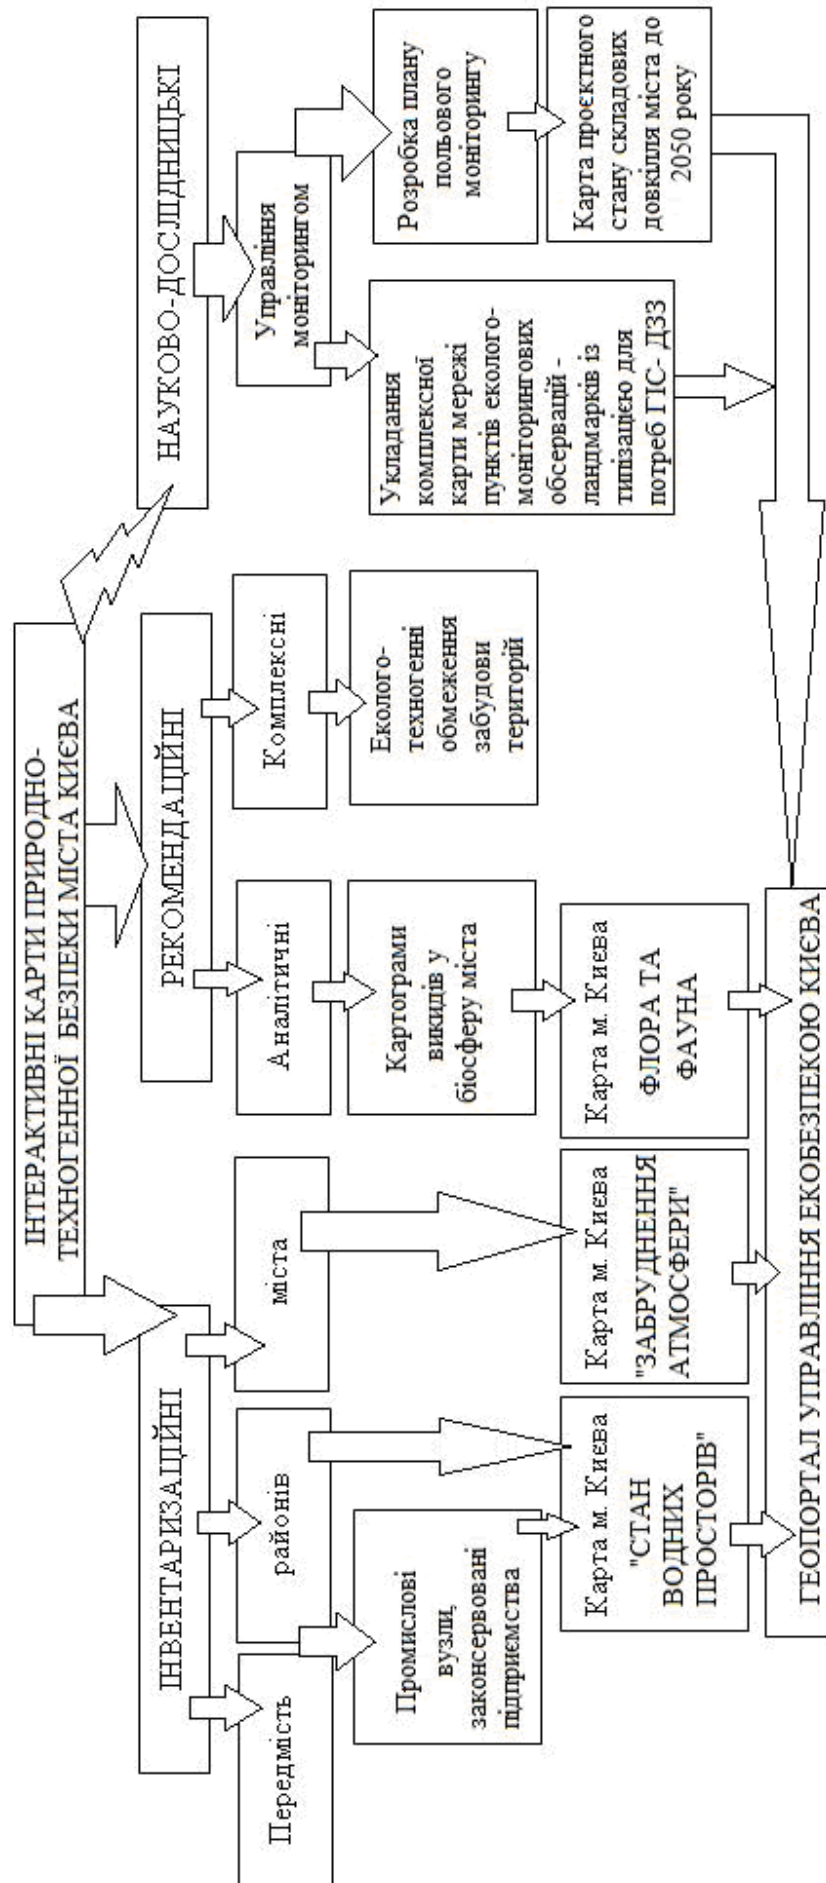 ІНТЕРАКТИВНІ КАРТИ ПРИРОДНО-
ТЕХНОГЕННОЇ БЕЗПЕКИ МІСТА КИЄВА
ІНВЕНТАРИЗАЦІЙНІ
РЕКОМЕНДАЦІЙНІ
НАУКОВО-ДОСЛІДНИЦЬКІ
Передмість
районів
міста
Аналітичні
Комплексні
Управління
моніторингом
Промислові
вузли,
законсервовані
підприємства
Картограми
викидів у
біосферу міста
Еколого-
техногенні
обмеження
забудови
територій
Укладання
комплексної
карти мережі
пунктів еколого-
моніторингових
обсервацій -
ландмарків із
типізацією для
потреб ГІС- ДЗЗ
Розробка плану
польового
моніторингу
Карта проєктного
стану складових
довкілля міста до
2050 року
Карта м. Києва
"СТАН
ВОДНИХ
ПРОСТОРІВ"
Карта м. Києва
"ЗАБРУДНЕННЯ
АТМОСФЕРИ"
Карта м. Києва
ФЛОРА ТА
ФАУНА
ГЕОПОРТАЛ УПРАВЛІННЯ ЕКОБЕЗПЕКОЮ КИЄВА